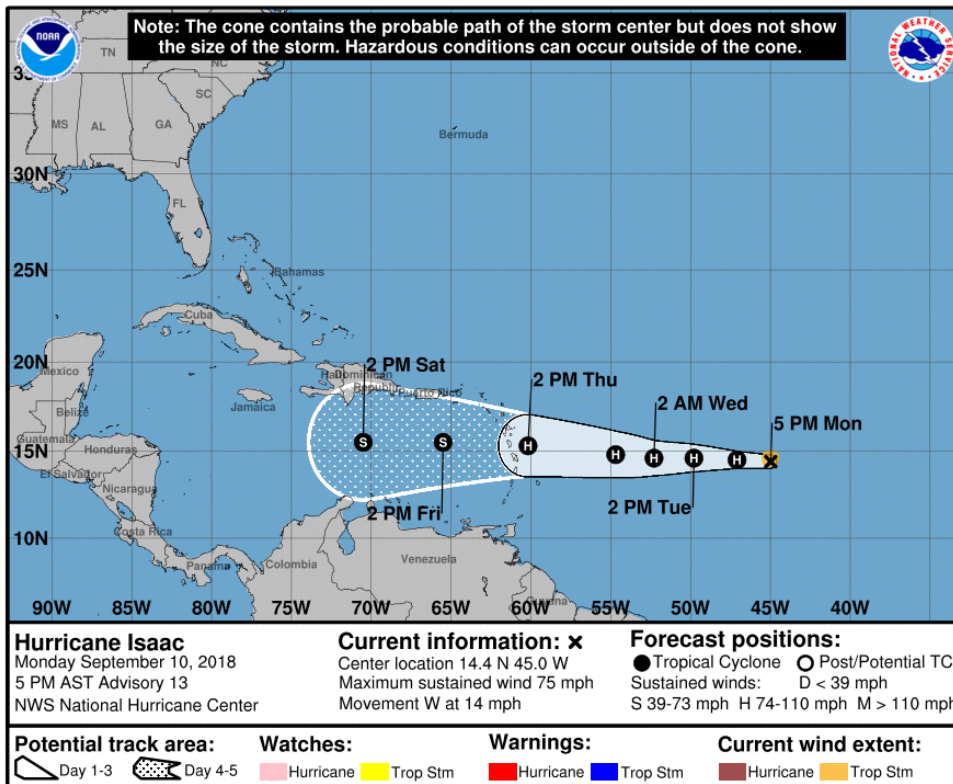 Note: The cone contains the probable path of the storm center but does not show
the size of the storm. Hazardous conditions can occur outside of the cone.
NOAA
NATIONAL WEATHER SERVICE
TN
NC
SC
MS
AL
GA
Bermuda
30N
FL
25N
Bahamas
Cuba
20N
Mexico
2 PM Sat
Dominican
Republic
Puerto Rico
2 PM Thu
Jamaica
Belize
2 AM Wed
5 PM Mon
Guatemala
15N
Honduras
S
S
H
H
H
H
H
El Salvador
Nicaragua
2 PM Fri
2 PM Tue
Costa Rica
10N
Panama
Colombia
Venezuela
Guyana
90W 85W 80W 75W 70W 65W 60W 55W 50W 45W 40W
Hurricane Isaac
Monday September 10, 2018
5 PM AST Advisory 13
NWS National Hurricane Center
Current information: ×
Center location 14.4 N 45.0 W
Maximum sustained wind 75 mph
Movement W at 14 mph
Forecast positions:
Tropical Cyclone Post/Potential TC
Sustained winds: D < 39 mph
S 39-73 mph H 74-110 mph M > 110 mph
Potential track area:
Day 1-3 Day 4-5
Watches:
Hurricane Trop Stm
Warnings:
Hurricane Trop Stm
Current wind extent:
Hurricane Trop Stm